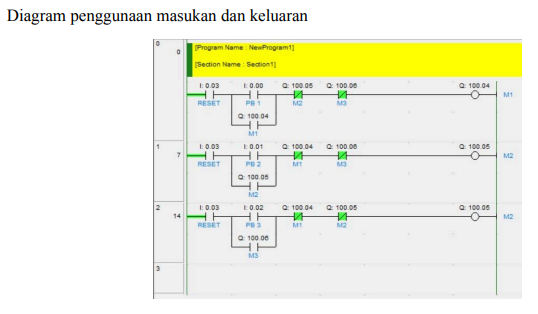 Diagram penggunaan masukan dan keluaran
0 0 [Program Name : NewProgram1]
[Section Name : Section1]
I: 0.03 I: 0.00 Q: 100.05 Q: 100.06 Q: 100.04
RESET PB 1 M2 M3 M1
Q: 100.04
M1
1 7 I: 0.03 I: 0.01 Q: 100.04 Q: 100.06 Q: 100.05
RESET PB 2 M1 M3 M2
Q: 100.05
M2
2 14 I: 0.03 I: 0.02 Q: 100.04 Q: 100.05 Q: 100.05
RESET PB 3 M1 M2 M2
Q: 100.06
M3
3